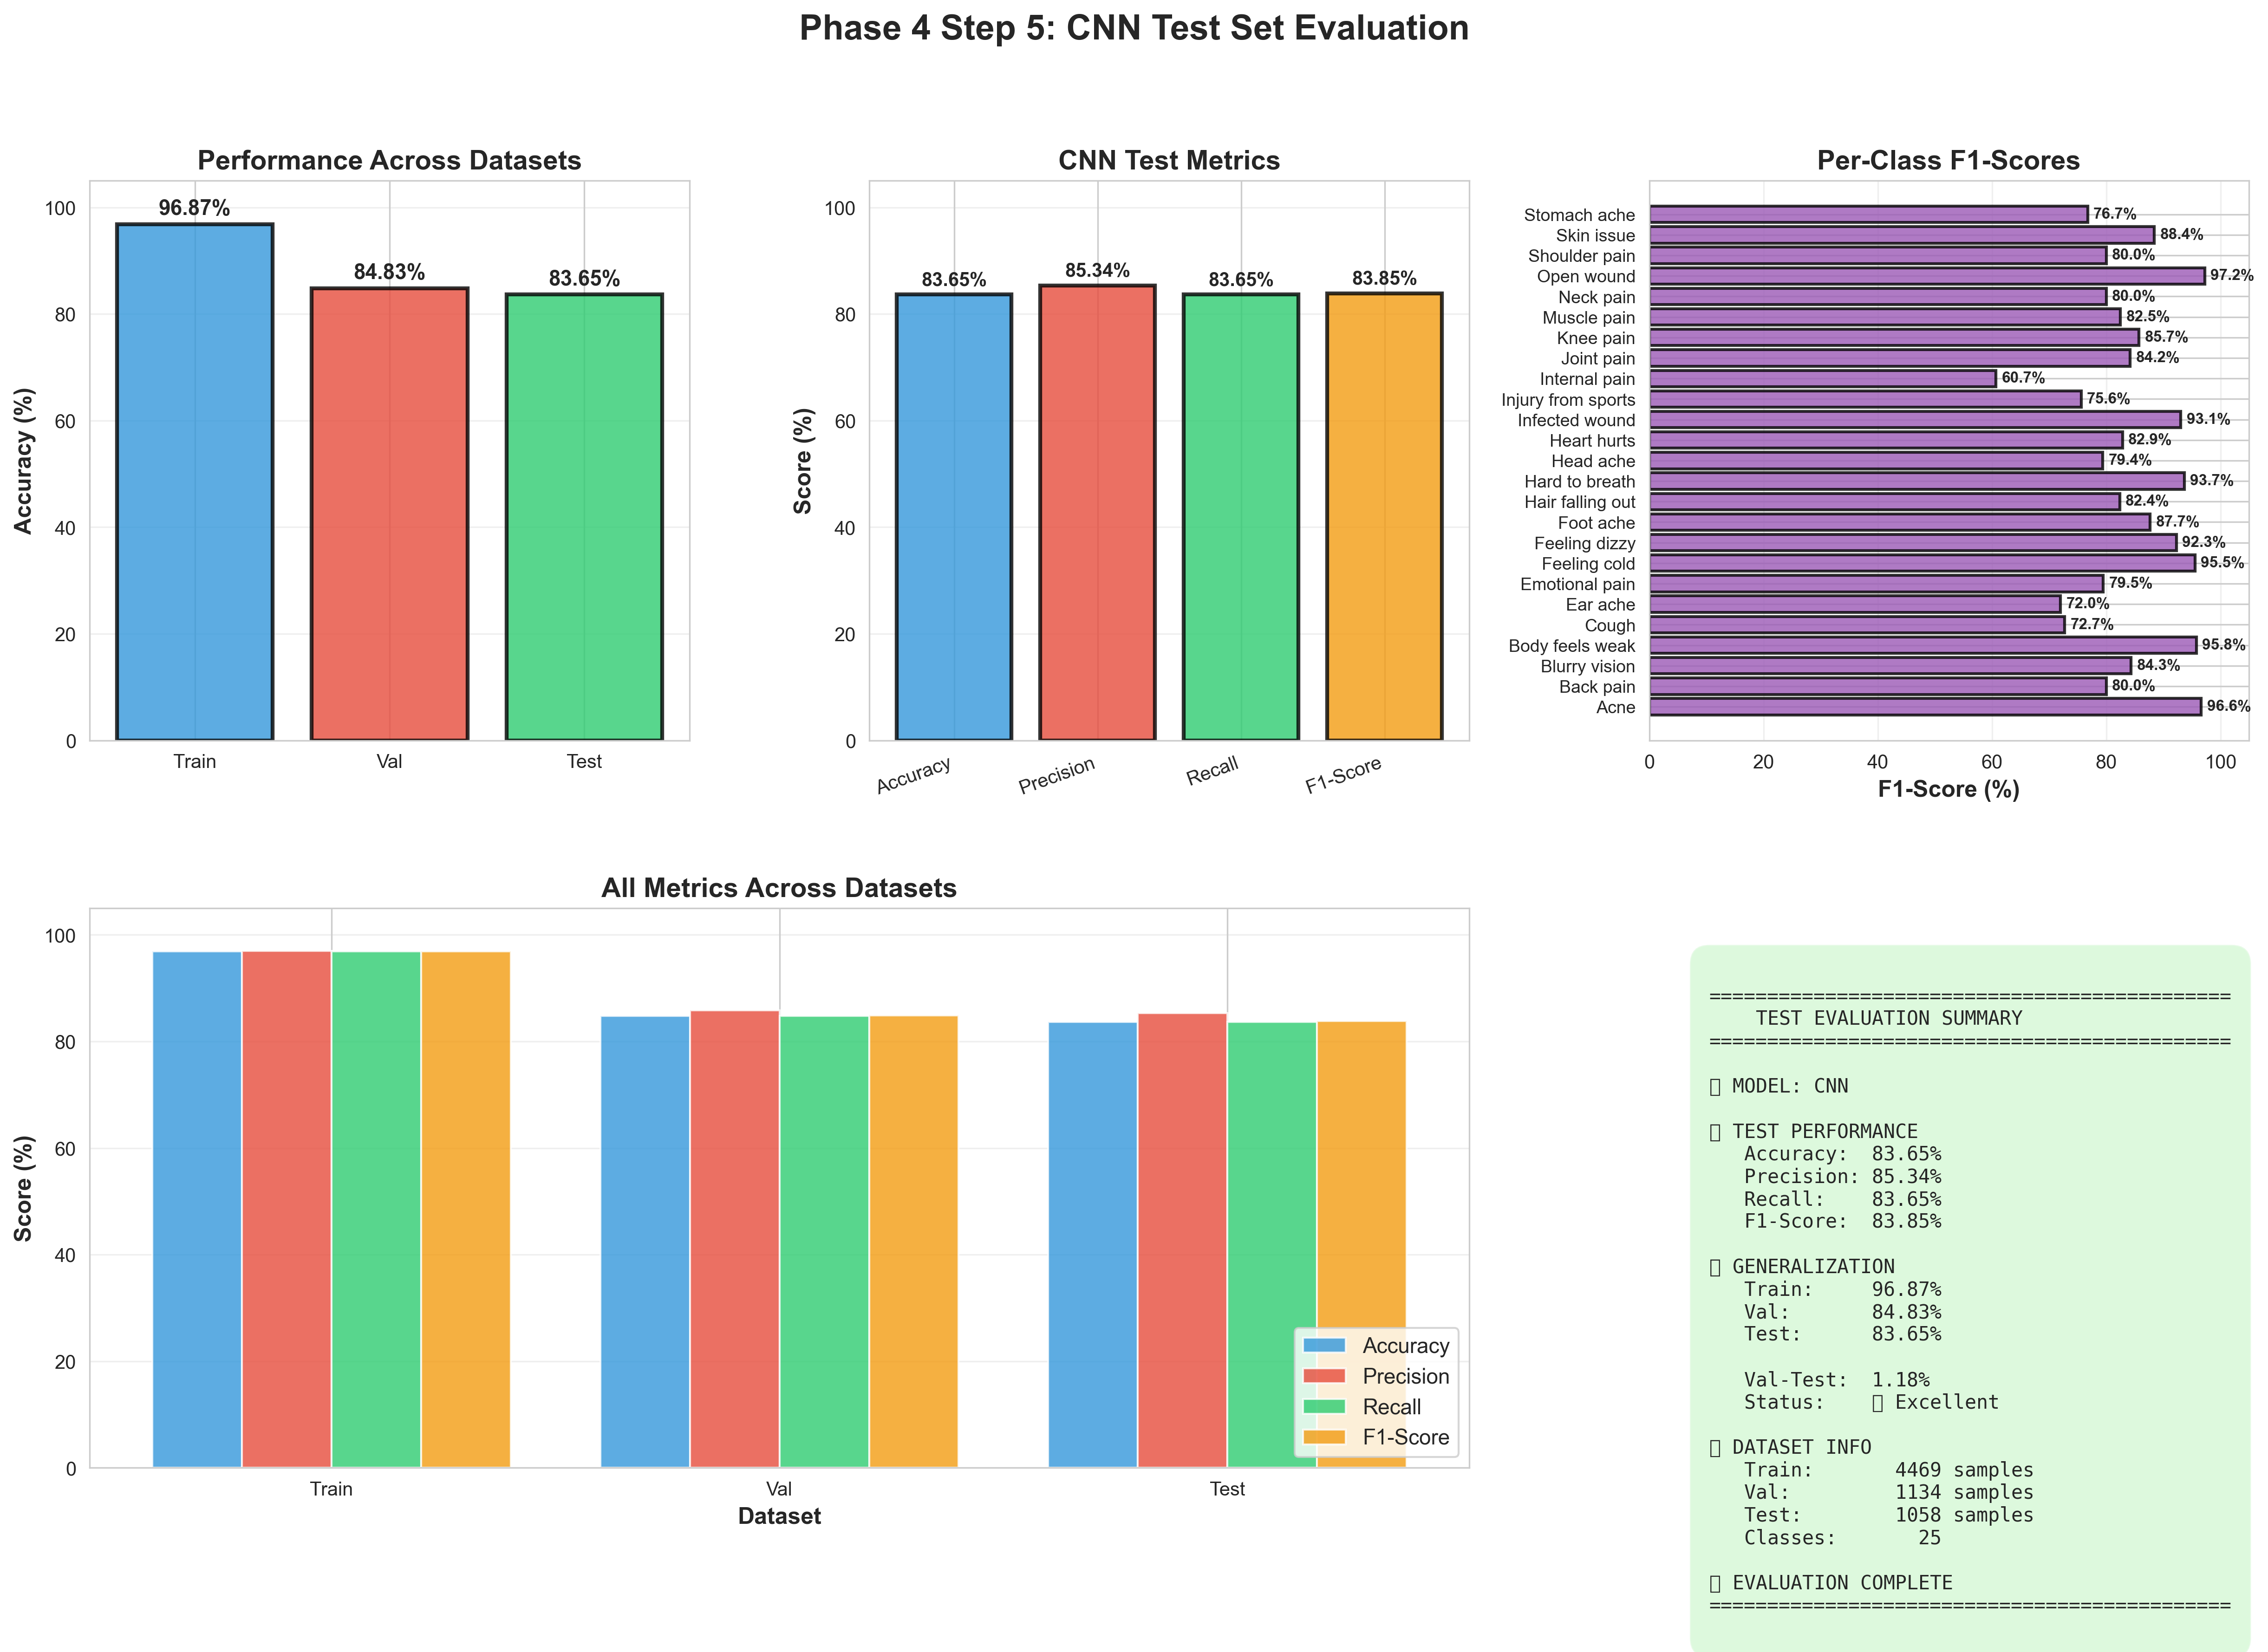 Phase 4 Step 5: CNN Test Set Evaluation
Performance Across Datasets
Accuracy (%)
100
80
60
40
20
0
96.87%
84.83%
83.65%
Train
Val
Test
CNN Test Metrics
Score (%)
100
80
60
40
20
0
83.65%
85.34%
83.65%
83.85%
Accuracy
Precision
Recall
F1-Score
Per-Class F1-Scores
Stomach ache 76.7%
Skin issue 88.4%
Shoulder pain 80.0%
Open wound 97.2%
Neck pain 80.0%
Muscle pain 82.5%
Knee pain 85.7%
Joint pain 84.2%
Internal pain 60.7%
Injury from sports 75.6%
Infected wound 93.1%
Heart hurts 82.9%
Head ache 79.4%
Hard to breath 93.7%
Hair falling out 82.4%
Foot ache 87.7%
Feeling dizzy 92.3%
Feeling cold 95.5%
Emotional pain 79.5%
Ear ache 72.0%
Cough 72.7%
Body feels weak 95.8%
Blurry vision 84.3%
Back pain 80.0%
Acne 96.6%
0 20 40 60 80 100
F1-Score (%)
All Metrics Across Datasets
Score (%)
100
80
60
40
20
0
Train
Val
Test
Dataset
Accuracy
Precision
Recall
F1-Score
=============================================
TEST EVALUATION SUMMARY
=============================================
▯ MODEL: CNN
▯ TEST PERFORMANCE
Accuracy: 83.65%
Precision: 85.34%
Recall: 83.65%
F1-Score: 83.85%
▯ GENERALIZATION
Train: 96.87%
Val: 84.83%
Test: 83.65%
Val-Test: 1.18%
Status: ▯ Excellent
▯ DATASET INFO
Train: 4469 samples
Val: 1134 samples
Test: 1058 samples
Classes: 25
▯ EVALUATION COMPLETE
=============================================